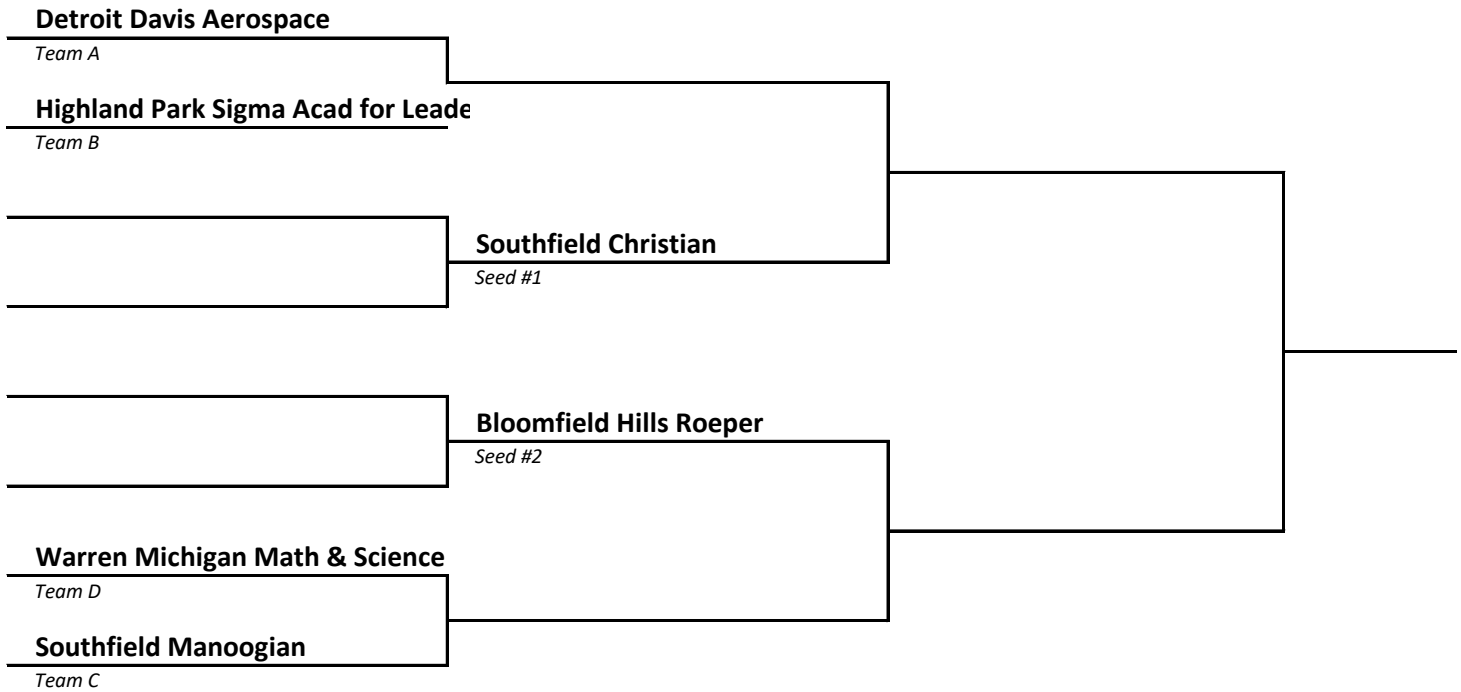 Detroit Davis Aerospace
Team A
Highland Park Sigma Acad for Leade
Team B
Southfield Christian
Seed #1
Bloomfield Hills Roeper
Seed #2
Warren Michigan Math & Science
Team D
Southfield Manoogian
Team C